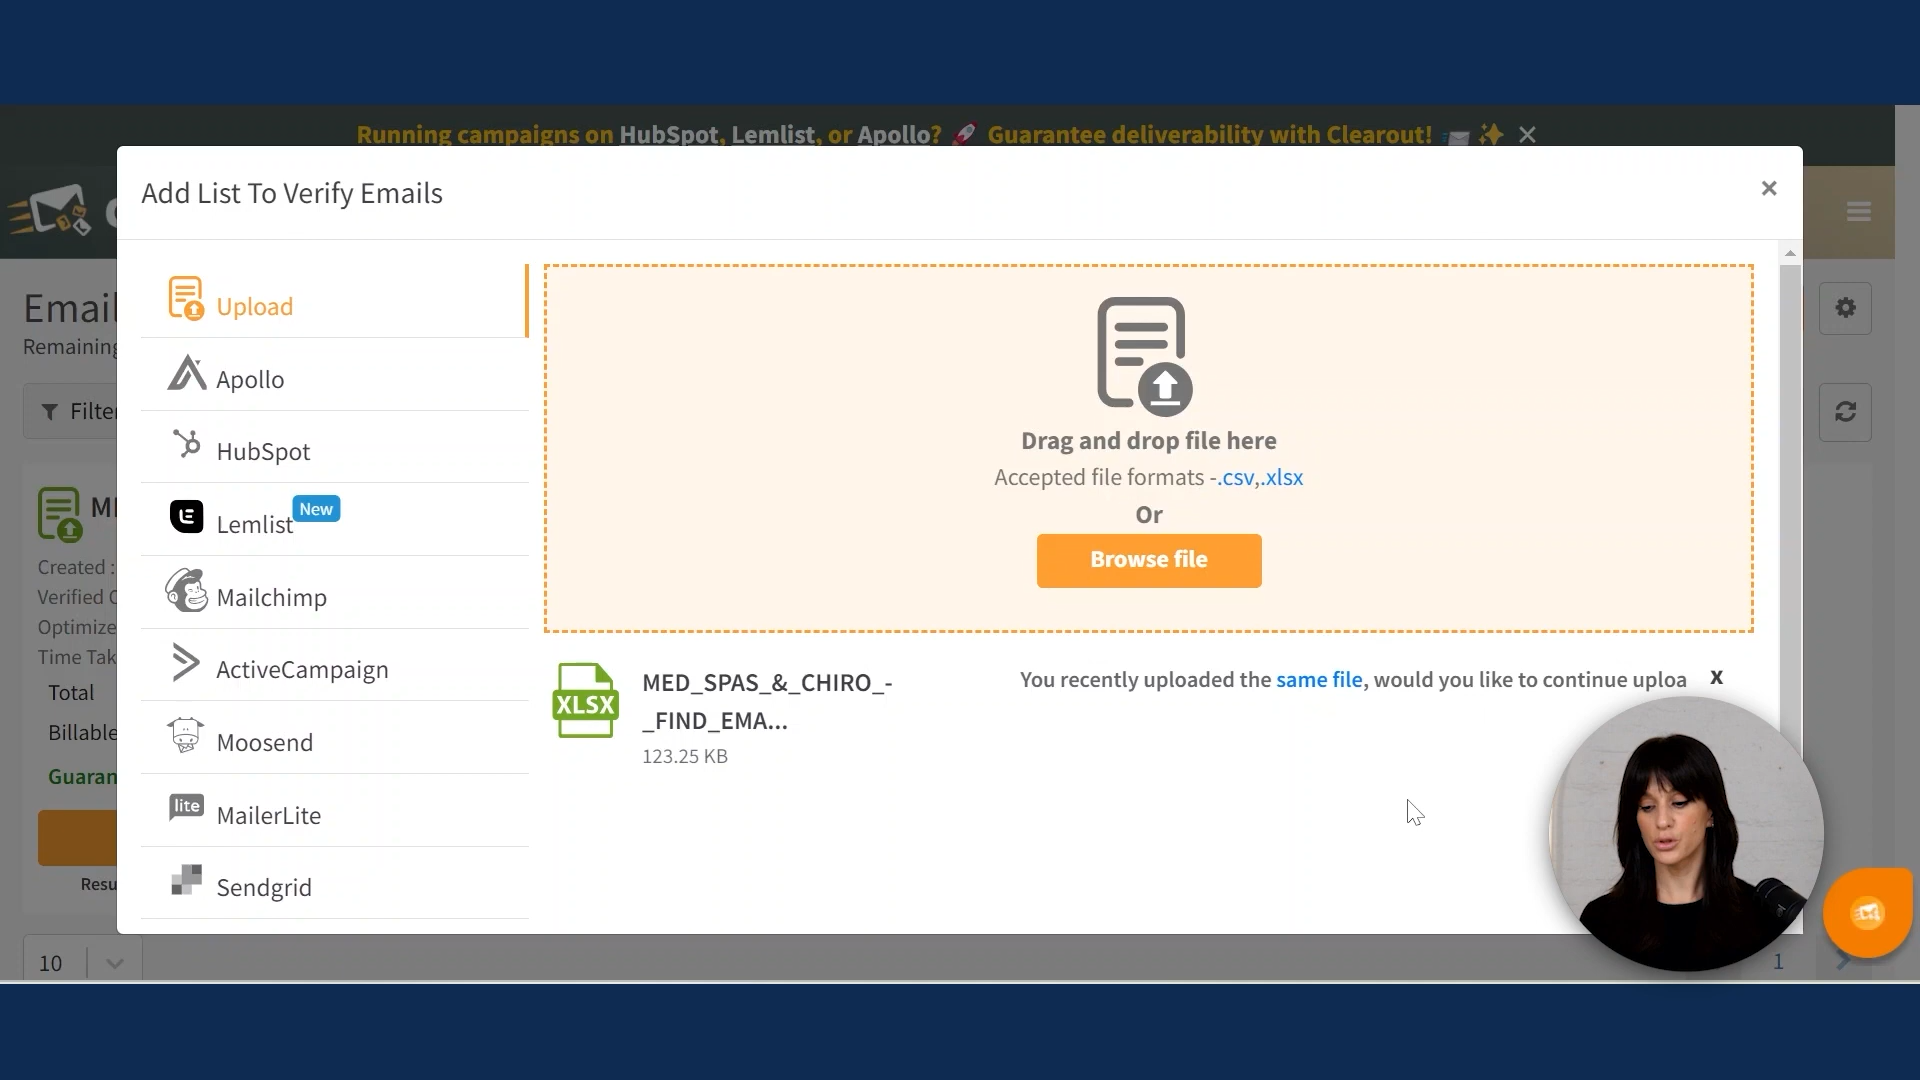 Running campaigns on HubSpot, Lemlist, or Apollo? 🚀 Guarantee deliverability with Clearout! 📨 ✨ ×
Add List To Verify Emails
×
Email
Remaining
Filte
M
Created :
Verified
Optimize
Time Tak
Total
Billable
Guaran
Resu
10
Upload
Apollo
HubSpot
Lemlist New
Mailchimp
ActiveCampaign
Moosend
lite MailerLite
Sendgrid
Drag and drop file here
Accepted file formats -.csv,.xlsx
Or
Browse file
XLSX
MED_SPAS_&_CHIRO_-
_FIND_EMA...
123.25 KB
You recently uploaded the same file, would you like to continue uploa
X
1